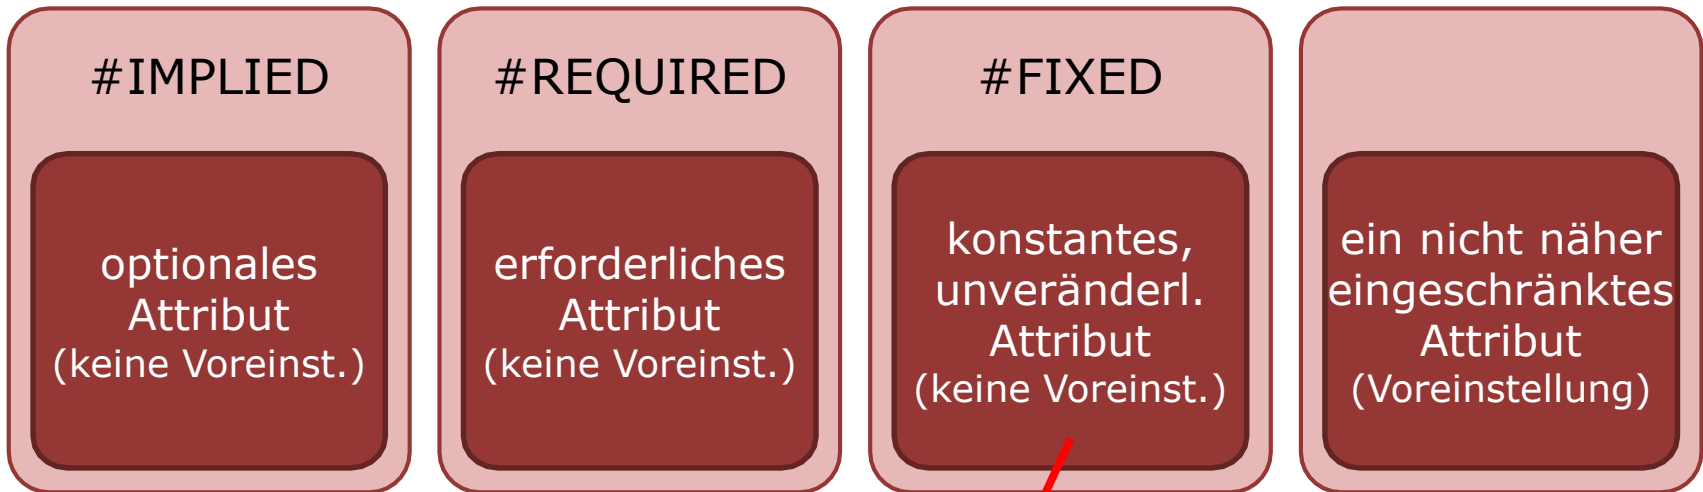 #IMPLIED
optionales
Attribut
(keine Voreinst.)
#REQUIRED
erforderliches
Attribut
(keine Voreinst.)
#FIXED
konstantes,
unveränderl.
Attribut
(keine Voreinst.)
ein nicht näher
eingeschränktes
Attribut
(Voreinstellung)